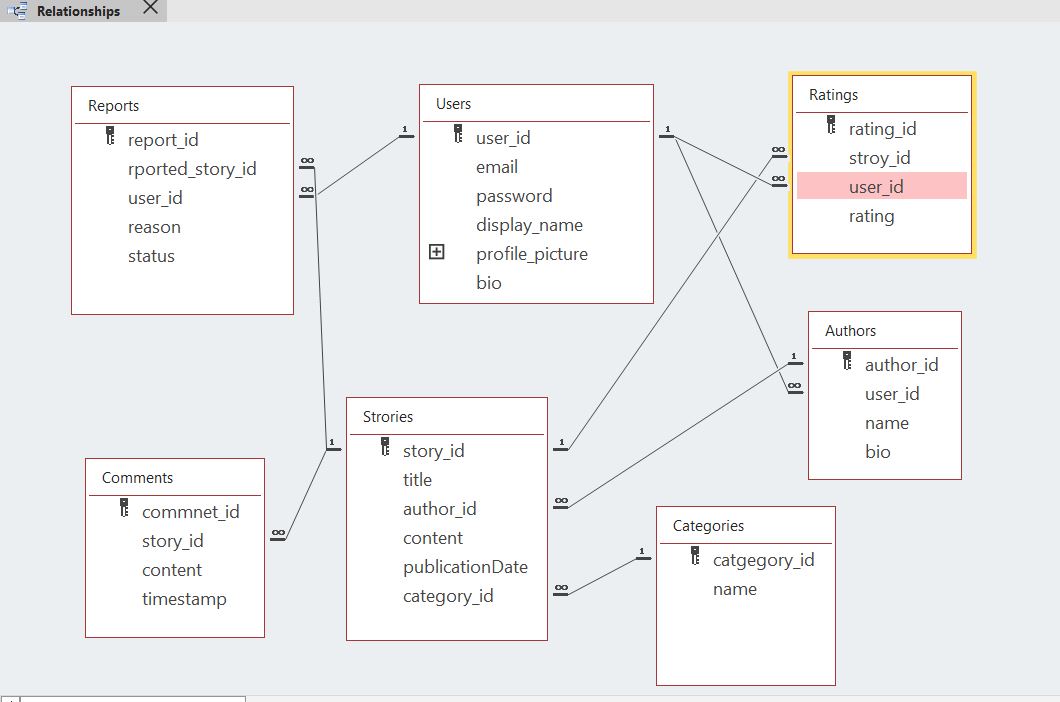 Relationships
Reports
report_id
rported_story_id
user_id
reason
status
Users
user_id
email
password
display_name
profile_picture
bio
Ratings
rating_id
stroy_id
user_id
rating
Authors
author_id
user_id
name
bio
Strories
story_id
title
author_id
content
publicationDate
category_id
Comments
commnet_id
story_id
content
timestamp
Categories
catgegory_id
name
1
∞
∞
1
∞
∞
1
∞
1
1
∞
∞
1
∞